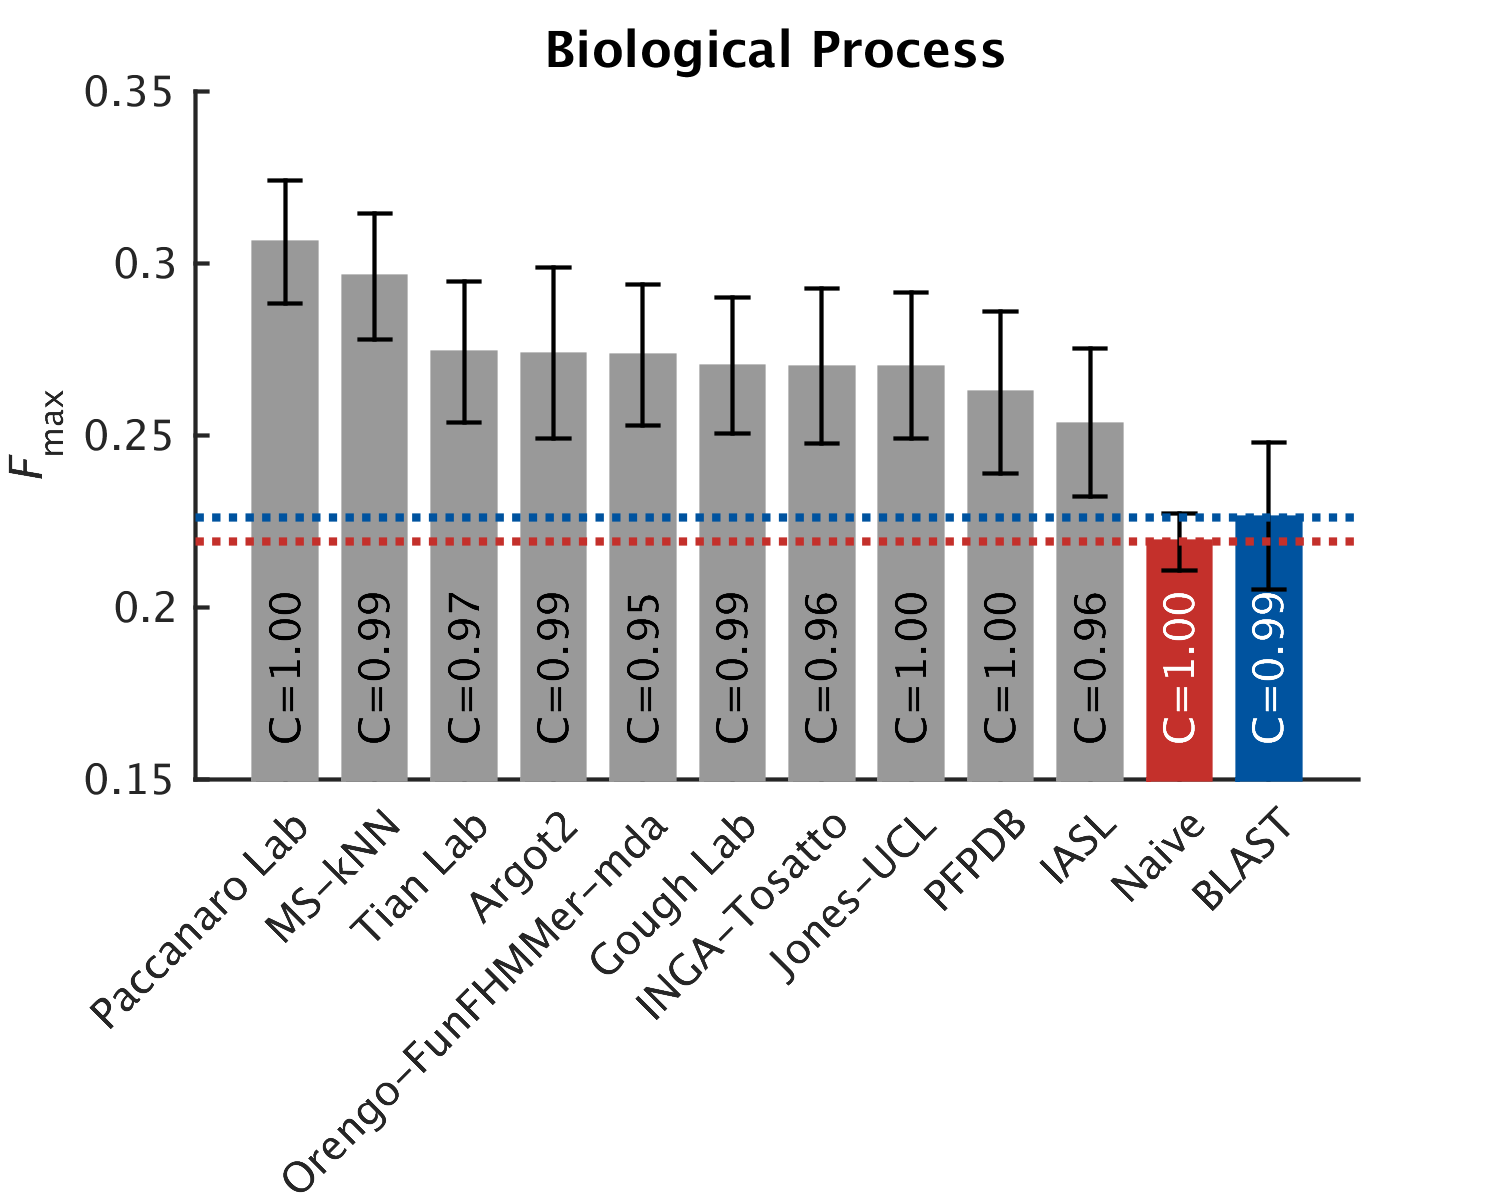 Biological Process
0.35
0.3
0.25
0.2
0.15
Fmax
C=1.00
C=0.99
C=0.97
C=0.99
C=0.95
C=0.99
C=0.96
C=1.00
C=1.00
C=0.96
C=1.00
C=0.99
Paccanaro Lab
MS-kNN
Tian Lab
Argot2
Orengo-FunFHMMer-mda
Gough Lab
INGA-Tosatto
Jones-UCL
PFPDB
IASL
Naive
BLAST